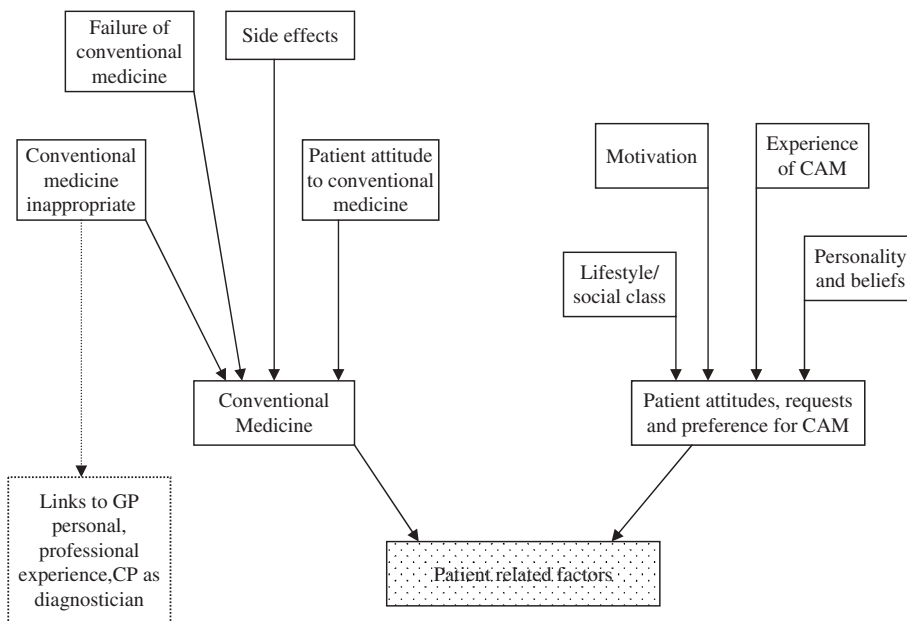 Failure of
conventional
medicine
Side effects
Conventional
medicine
inappropriate
Patient attitude
to conventional
medicine
Motivation
Experience
of CAM
Lifestyle/
social class
Personality
and beliefs
Conventional
Medicine
Patient attitudes, requests
and preference for CAM
Links to GP
personal,
professional
experience,CP as
diagnostician
Patient related factors